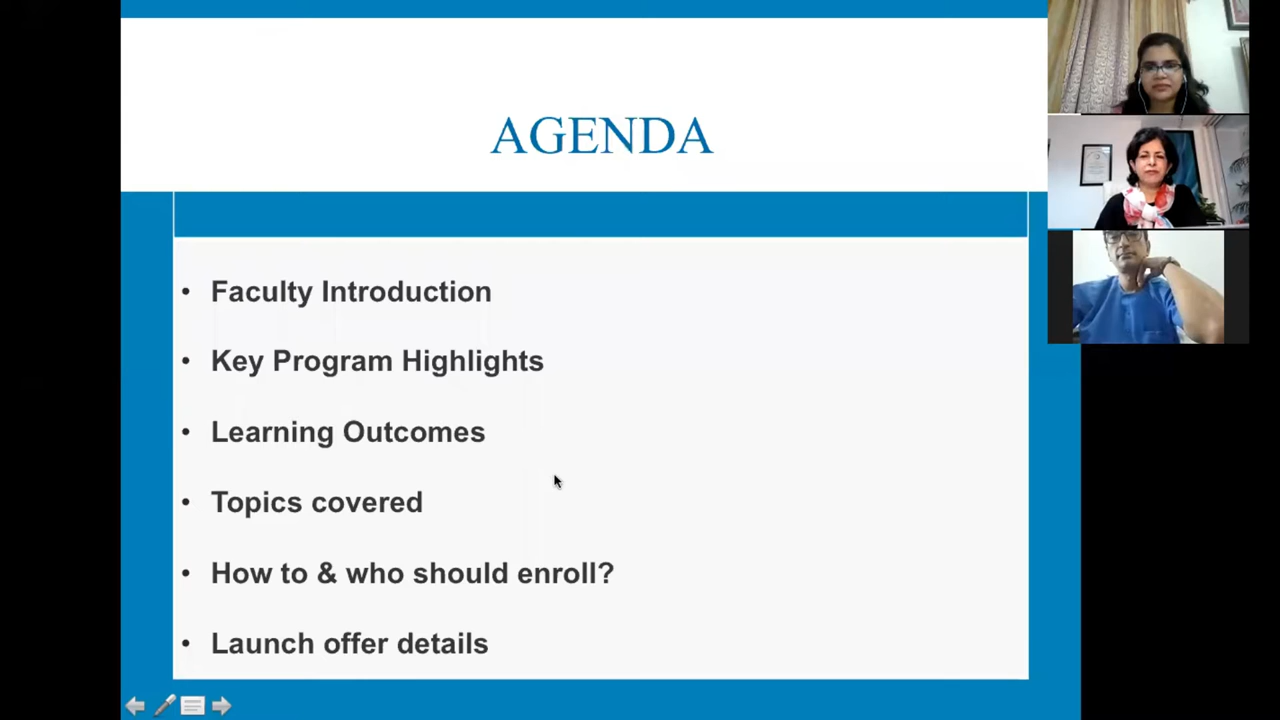 AGENDA
• Faculty Introduction
• Key Program Highlights
• Learning Outcomes
• Topics covered
• How to & who should enroll?
• Launch offer details